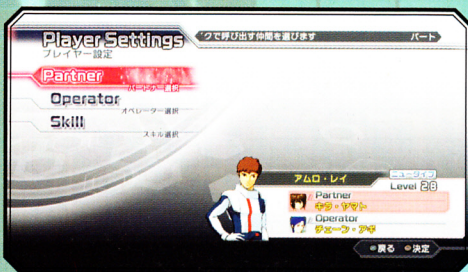 Player Settings
プレイヤー設定
クで呼び出す仲間を選びます
パート
Partner
パートナー選択
Operator
オペレーター選択
Skill
スキル選択
アムロ・レイ
ニュータイプ
Level 28
Partner
キラ・ヤマト
Operator
チェーン・アギ
戻る 決定